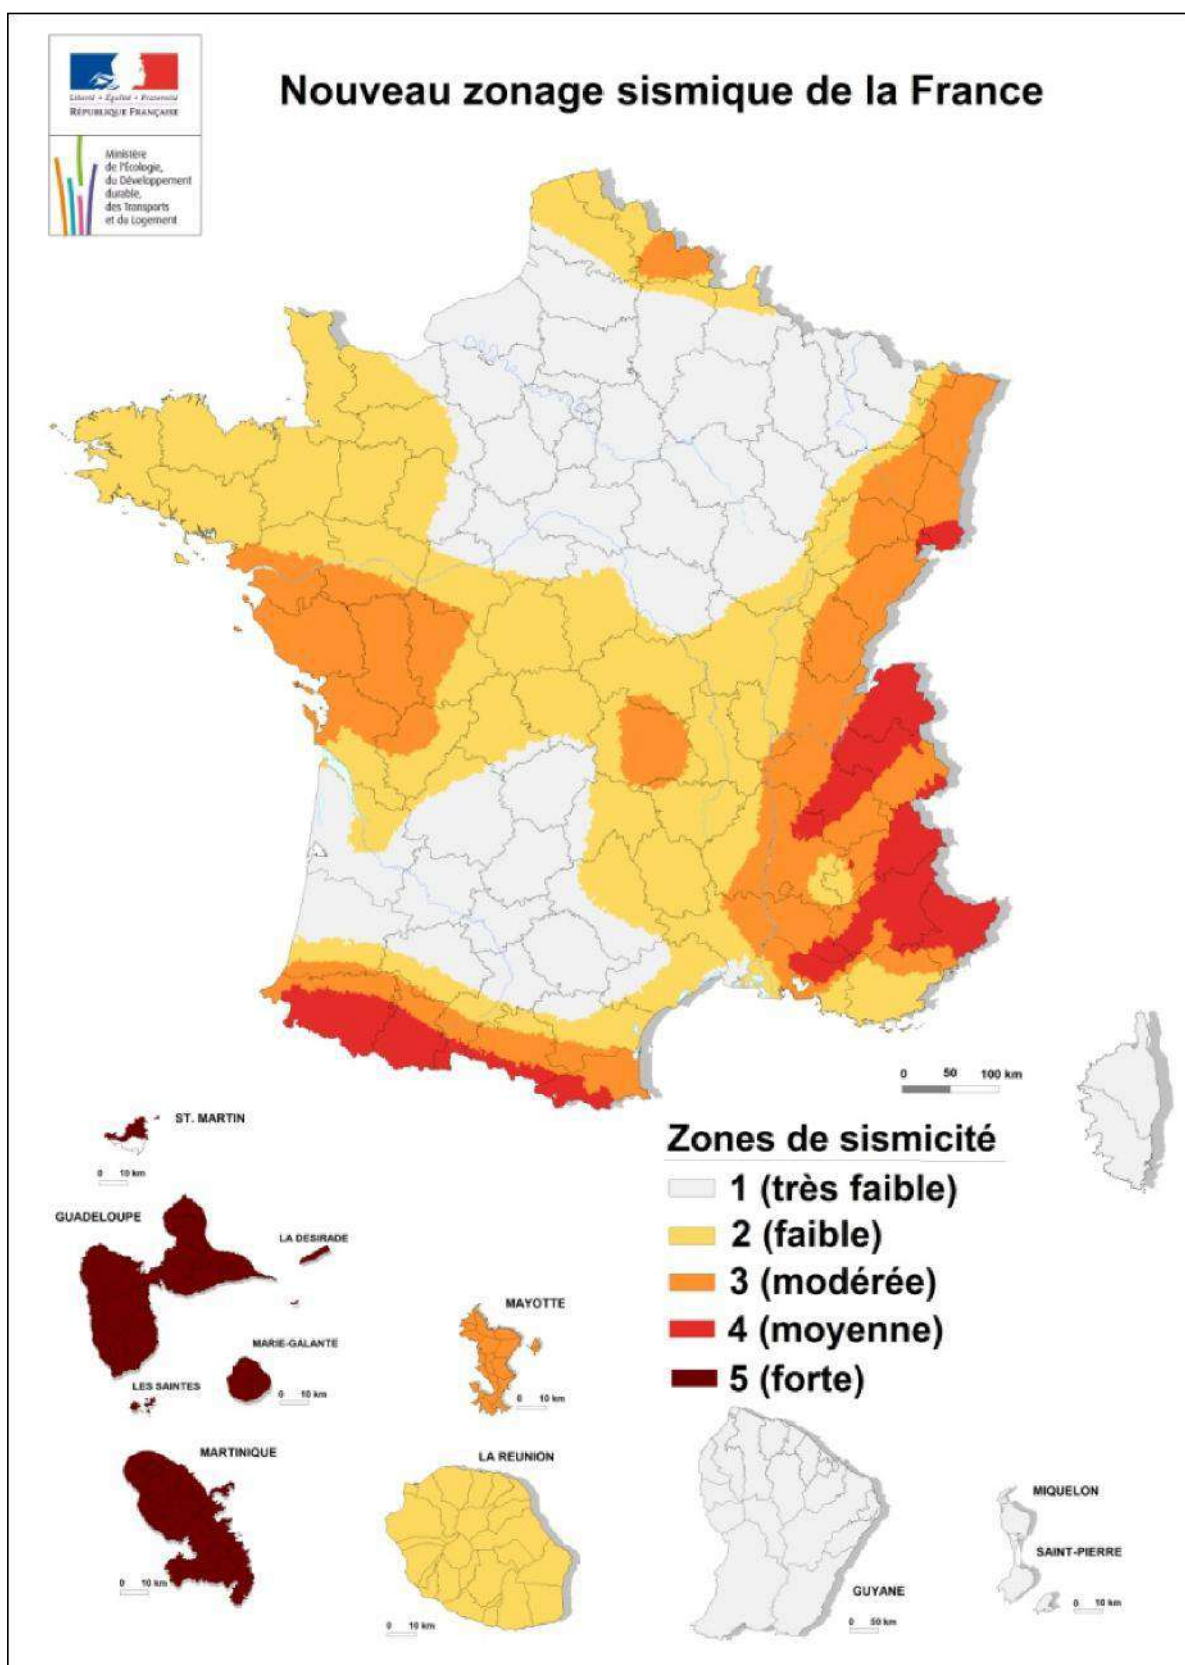 Liberté • Égalité • Fraternité
RÉPUBLIQUE FRANÇAISE
Ministère
de l'Écologie,
du Développement
durable,
des Transports
et du Logement
Nouveau zonage sismique de la France
0 50 100 km
ST. MARTIN
0 10 km
GUADELOUPE
LA DESIRADE
MARIE-GALANTE
0 10 km
LES SAINTES
MARTINIQUE
0 10 km
MAYOTTE
0 10 km
LA REUNION
0 10 km
Zones de sismicité
1 (très faible)
2 (faible)
3 (modérée)
4 (moyenne)
5 (forte)
GUYANE
0 50 km
MIQUELON
SAINT-PIERRE
0 10 km